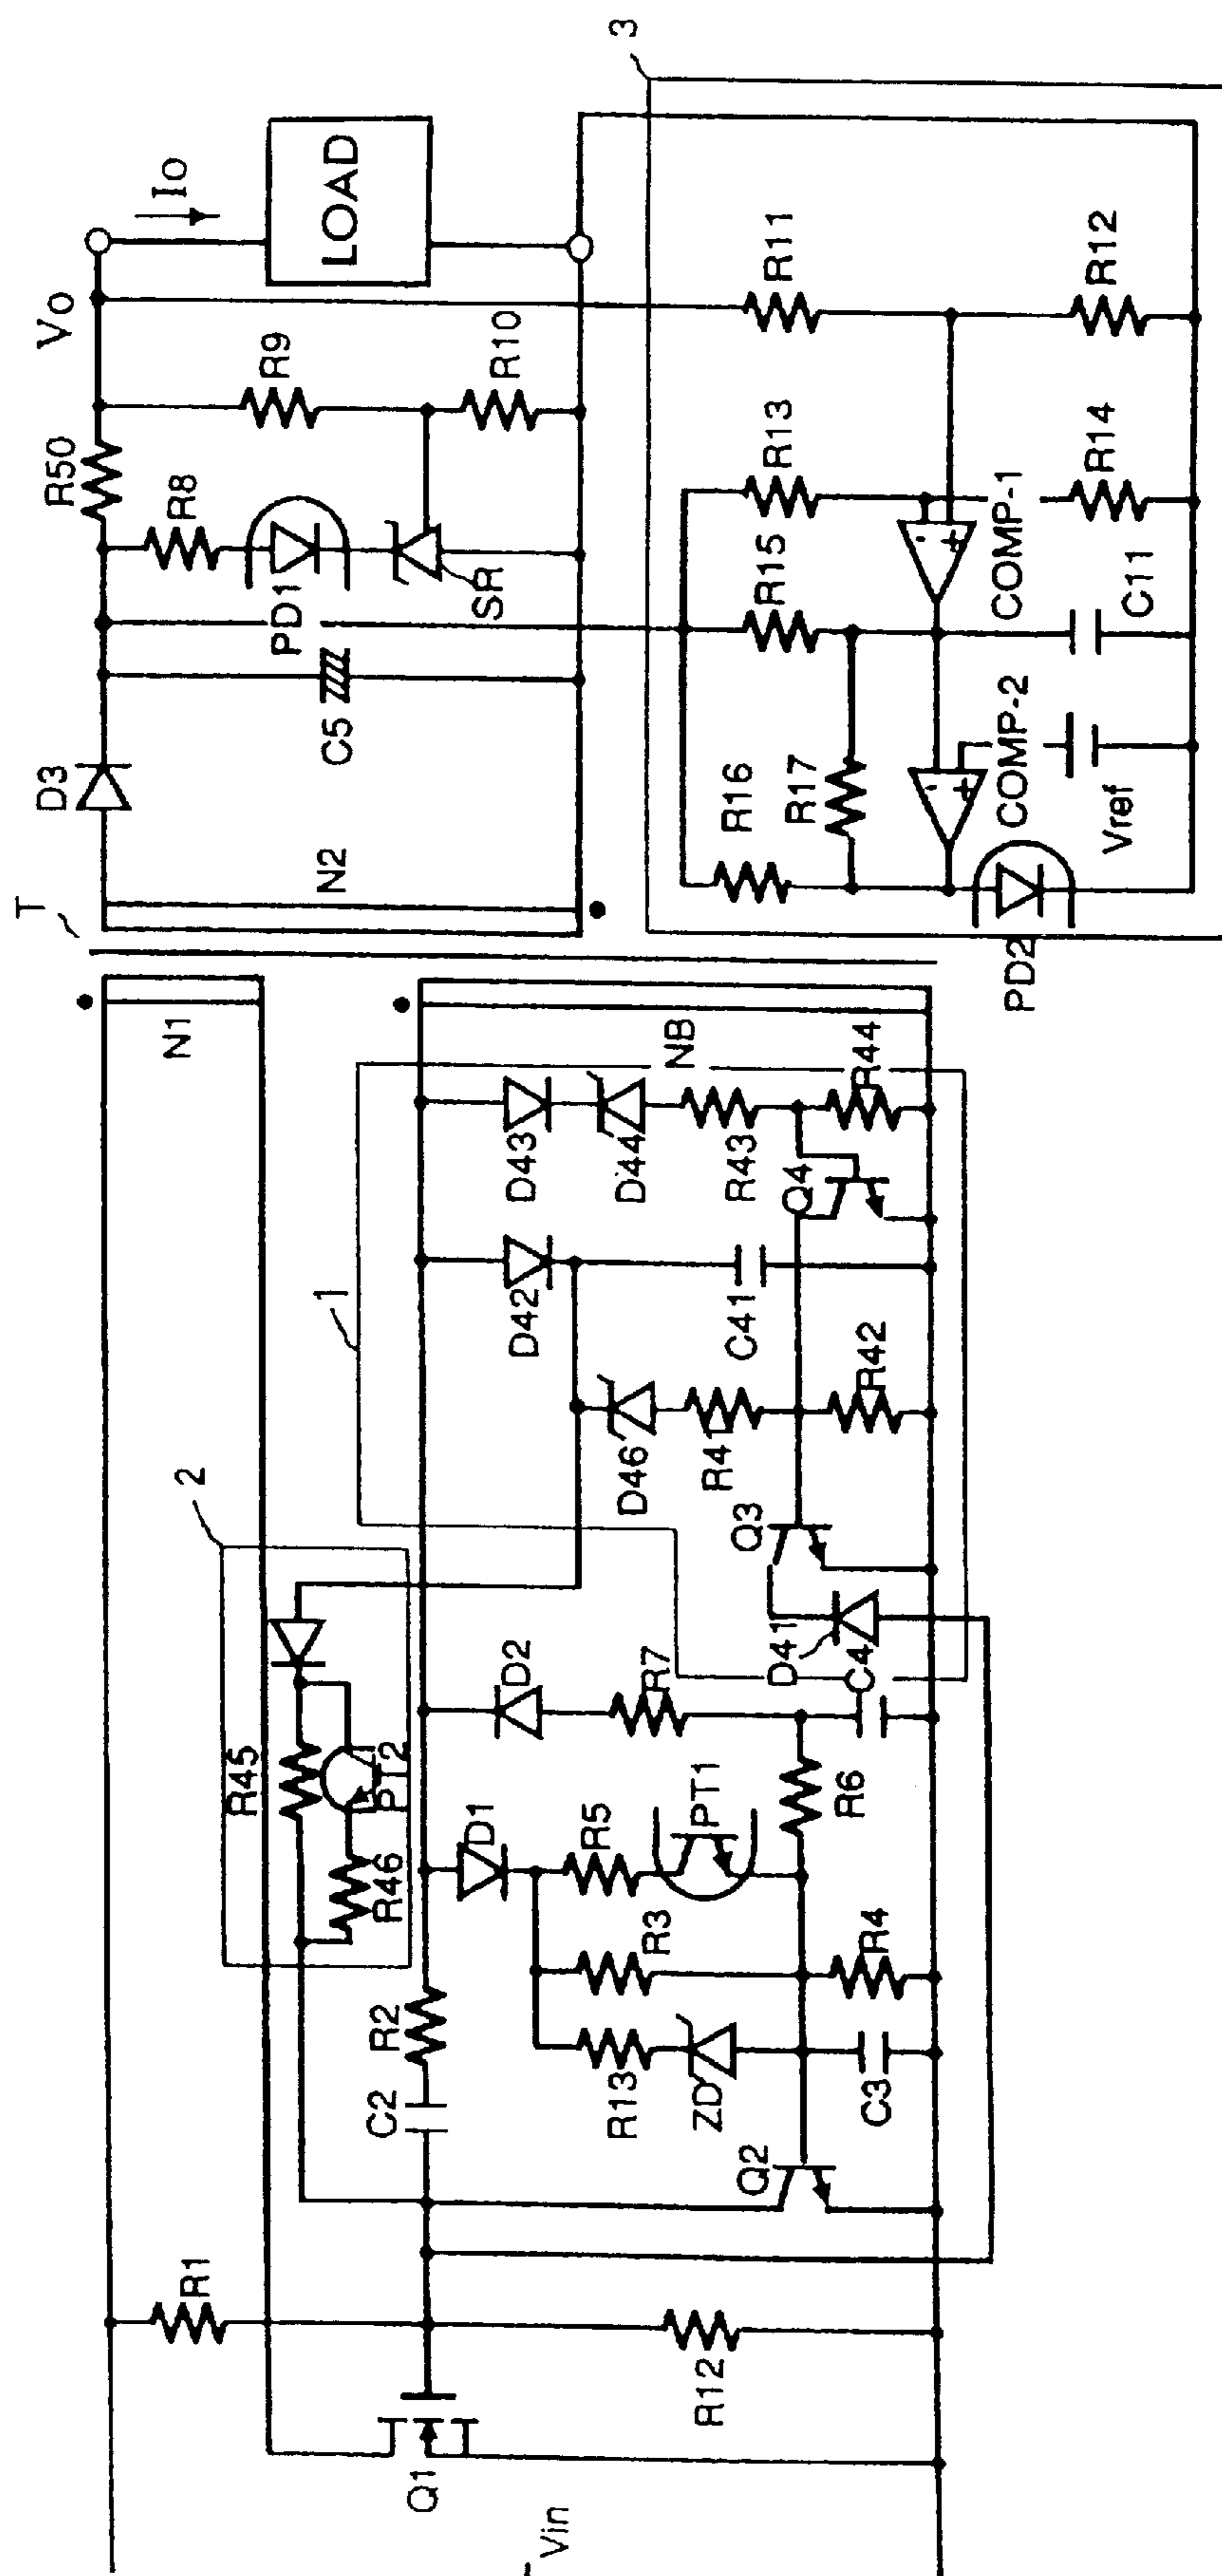 T
D3
N2
C5
PD1
R8
SR
R50
R9
R10
Vo
Io
LOAD
3
R16
R17
R15
R13
R11
COMP-2
COMP-1
PD2
Vref
C11
R14
R12
N1
NB
1
D43
D44
R43
R44
Q4
D42
C41
D46
R41
R42
Q3
D41
2
R45
PT2
R46
D2
R7
C4
D1
R5
PT1
R6
R3
R4
R2
C2
R13
ZD
C3
Q2
R1
R12
Q1
Vin